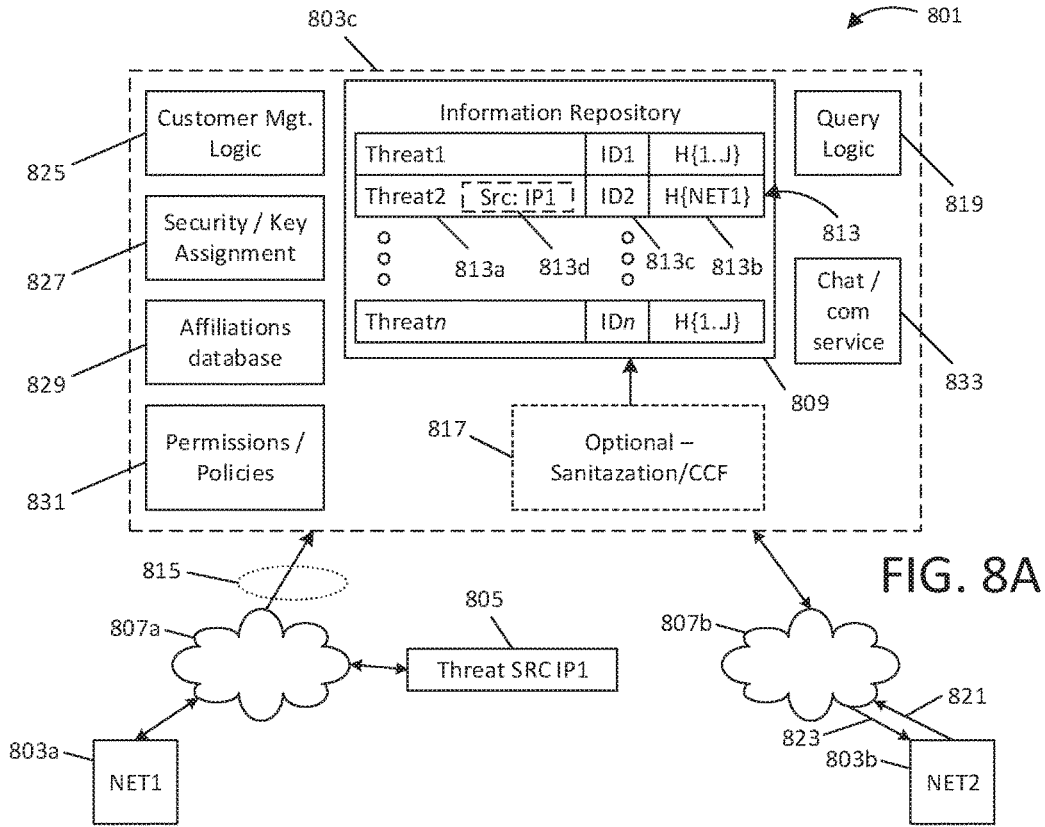 801
803c
Customer Mgt.
Logic
825
Security / Key
Assignment
827
Affiliations
database
829
Permissions /
Policies
831
Information Repository
Threat1 ID1 H{1..J}
Threat2 Src: IP1 ID2 H{NET1}
813
813a 813d 813c 813b
Threatn IDn H{1..J}
809
Query
Logic
819
Chat /
com
service
833
817
Optional –
Sanitazation/CCF
815
807a
805
Threat SRC IP1
803a
NET1
FIG. 8A
807b
821
823
803b
NET2